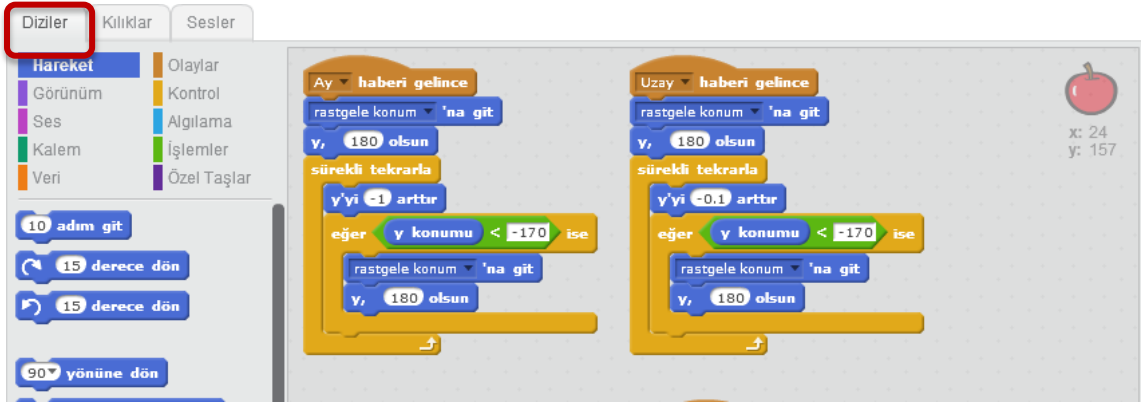 Diziler Kılıklar Sesler
Hareket Olaylar
Görünüm Kontrol
Ses Algılama
Kalem İşlemler
Veri Özel Taşlar
10 adım git
15 derece dön
15 derece dön
90 yönüne dön
Ay haberi gelince
rastgele konum 'na git
y, 180 olsun
sürekli tekrarla
y'yi -1 arttır
eğer y konumu < -170 ise
rastgele konum 'na git
y, 180 olsun
Uzay haberi gelince
rastgele konum 'na git
y, 180 olsun
sürekli tekrarla
y'yi -0.1 arttır
eğer y konumu < -170 ise
rastgele konum 'na git
y, 180 olsun
x: 24
y: 157